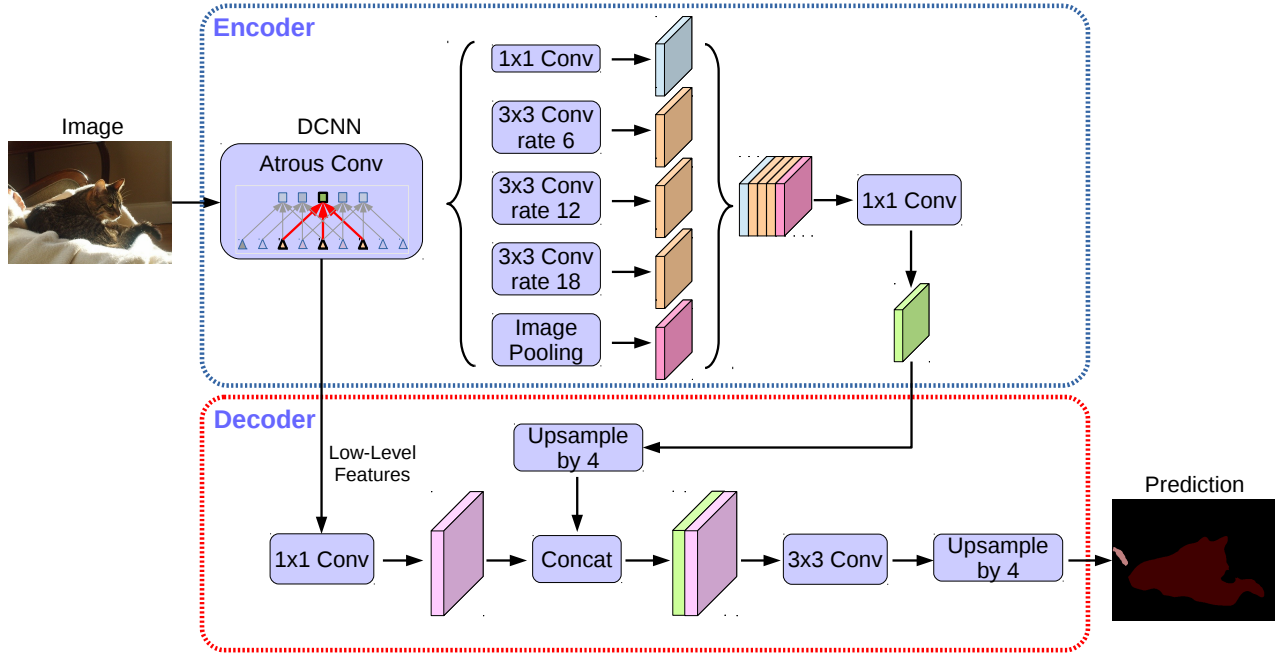 Encoder
Image
DCNN
Atrous Conv
1x1 Conv
3x3 Conv
rate 6
3x3 Conv
rate 12
3x3 Conv
rate 18
Image
Pooling
1x1 Conv
Decoder
Low-Level
Features
Upsample
by 4
1x1 Conv
Concat
3x3 Conv
Upsample
by 4
Prediction